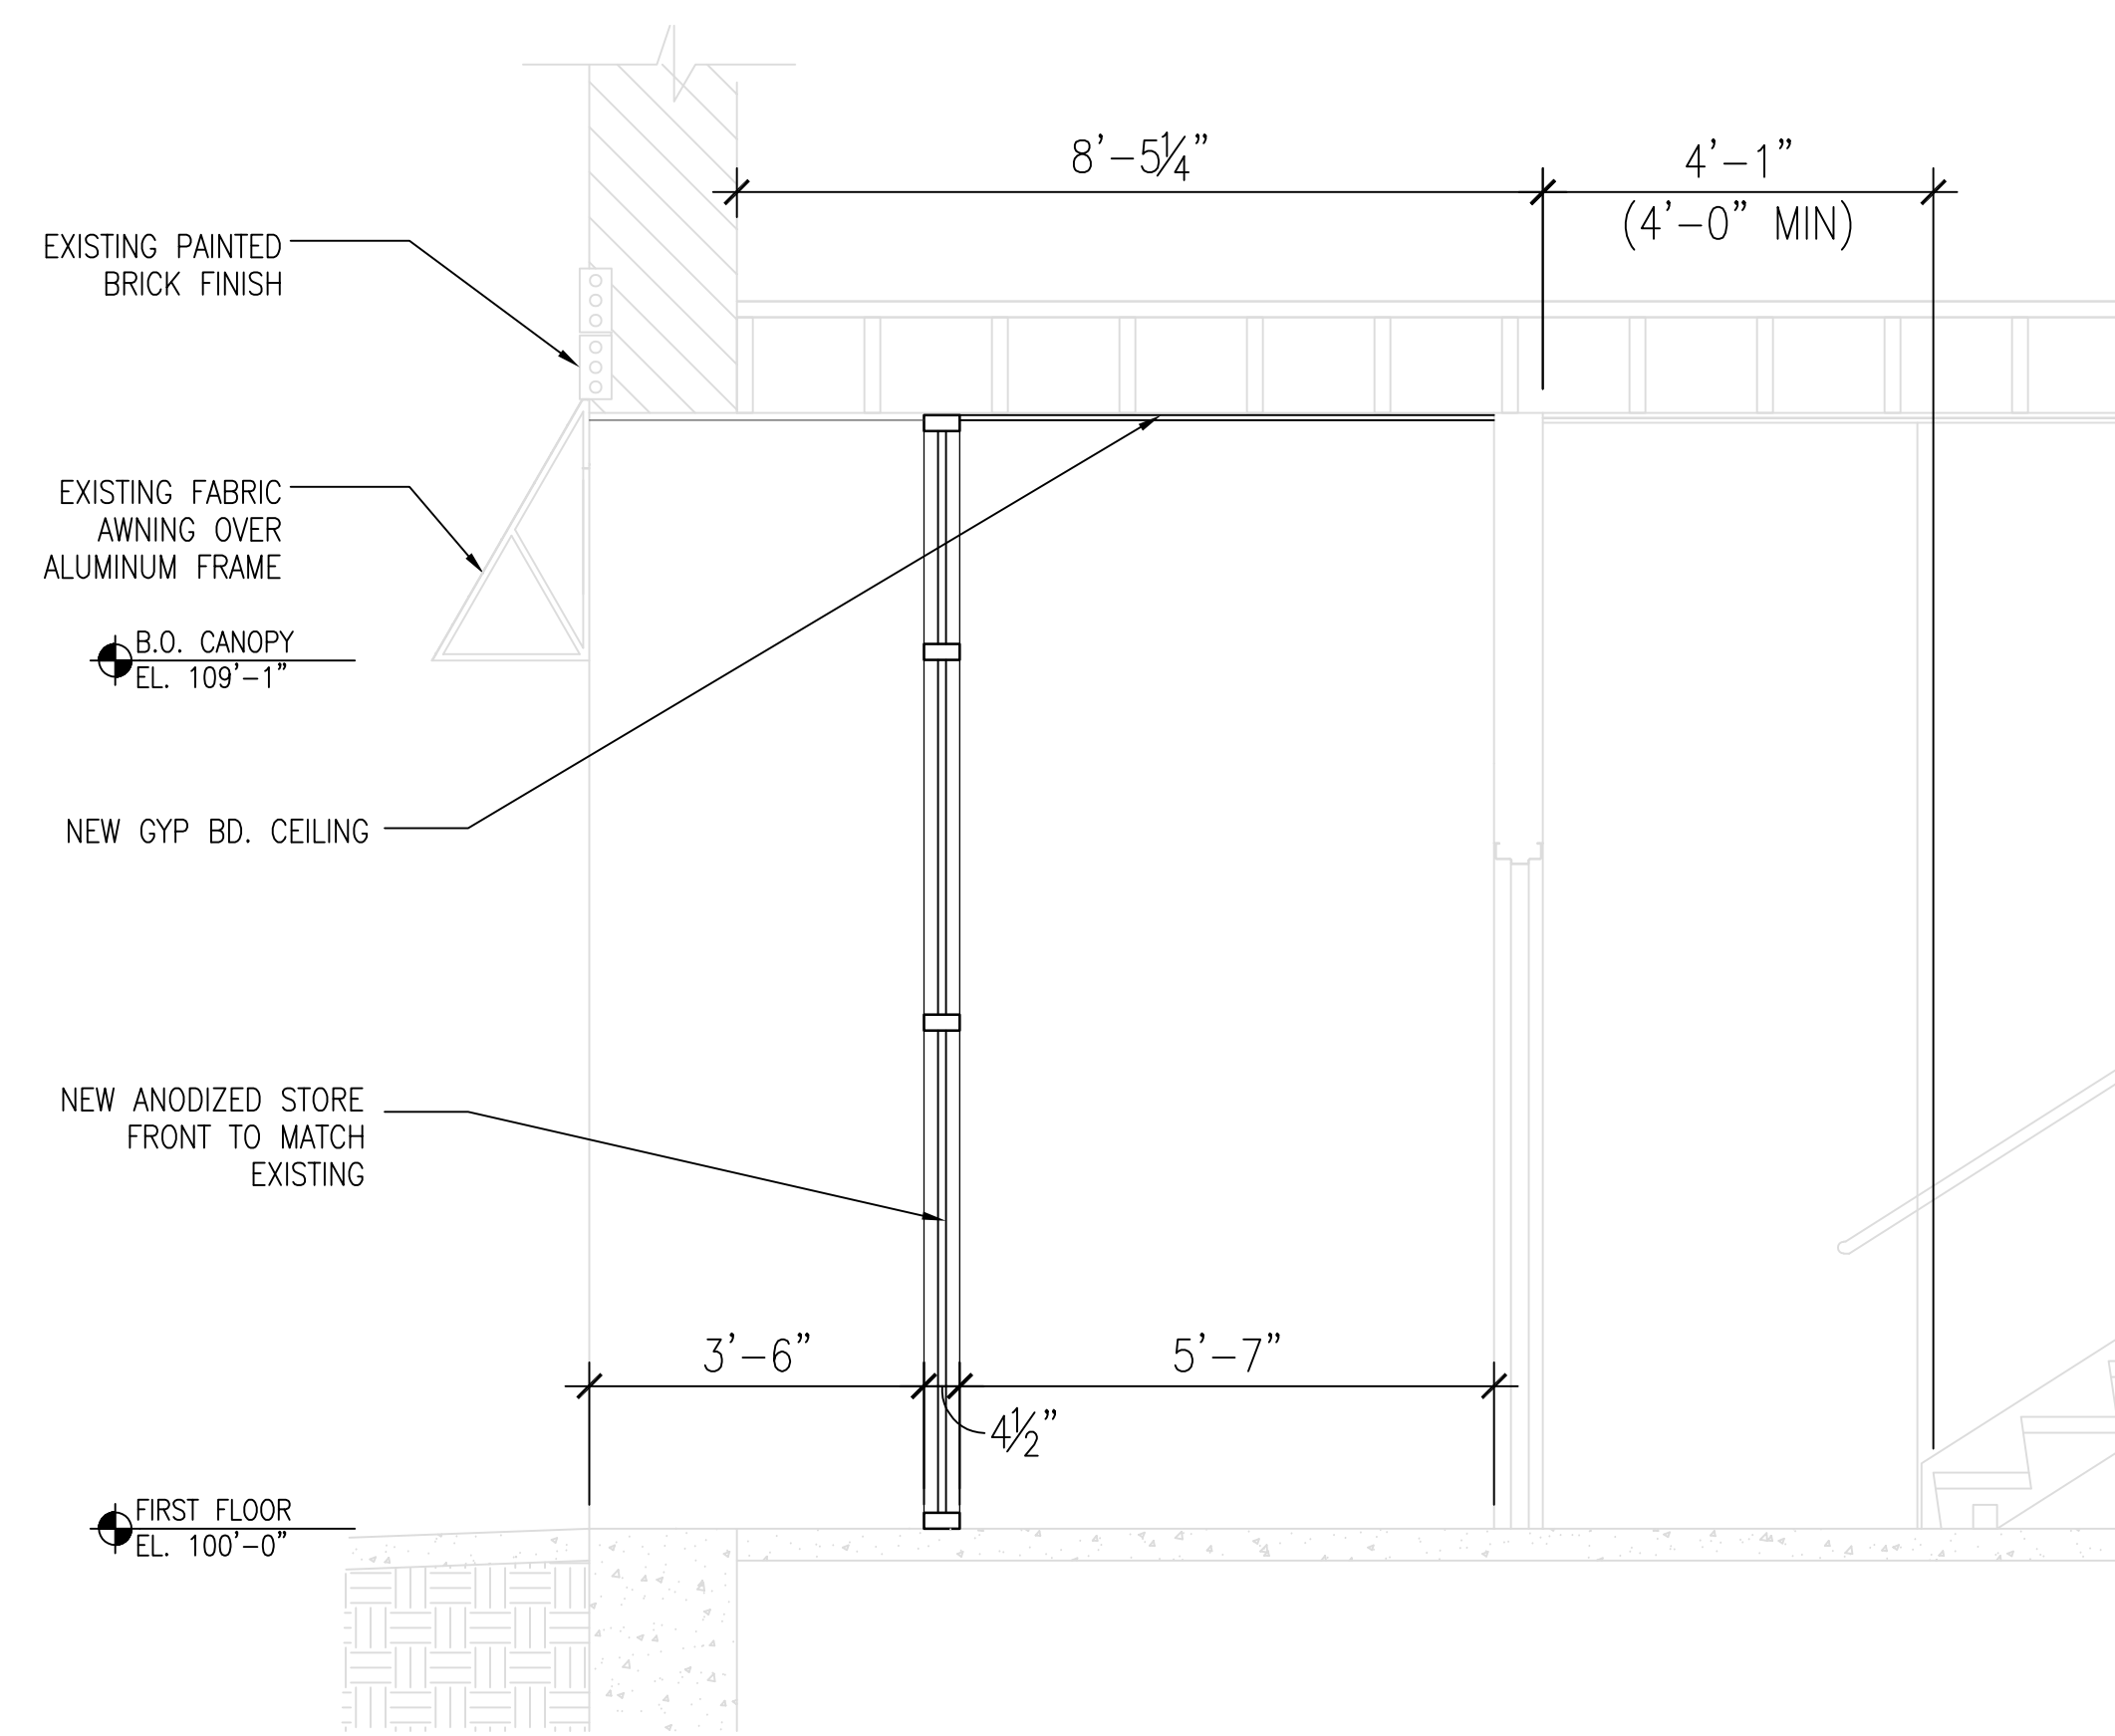 8'-5¼"
4'-1"
(4'-0" MIN)
EXISTING PAINTED
BRICK FINISH
EXISTING FABRIC
AWNING OVER
ALUMINUM FRAME
B.O. CANOPY
EL. 109'-1"
NEW GYP BD. CEILING
NEW ANODIZED STORE
FRONT TO MATCH
EXISTING
3'-6"
5'-7"
4½"
FIRST FLOOR
EL. 100'-0"